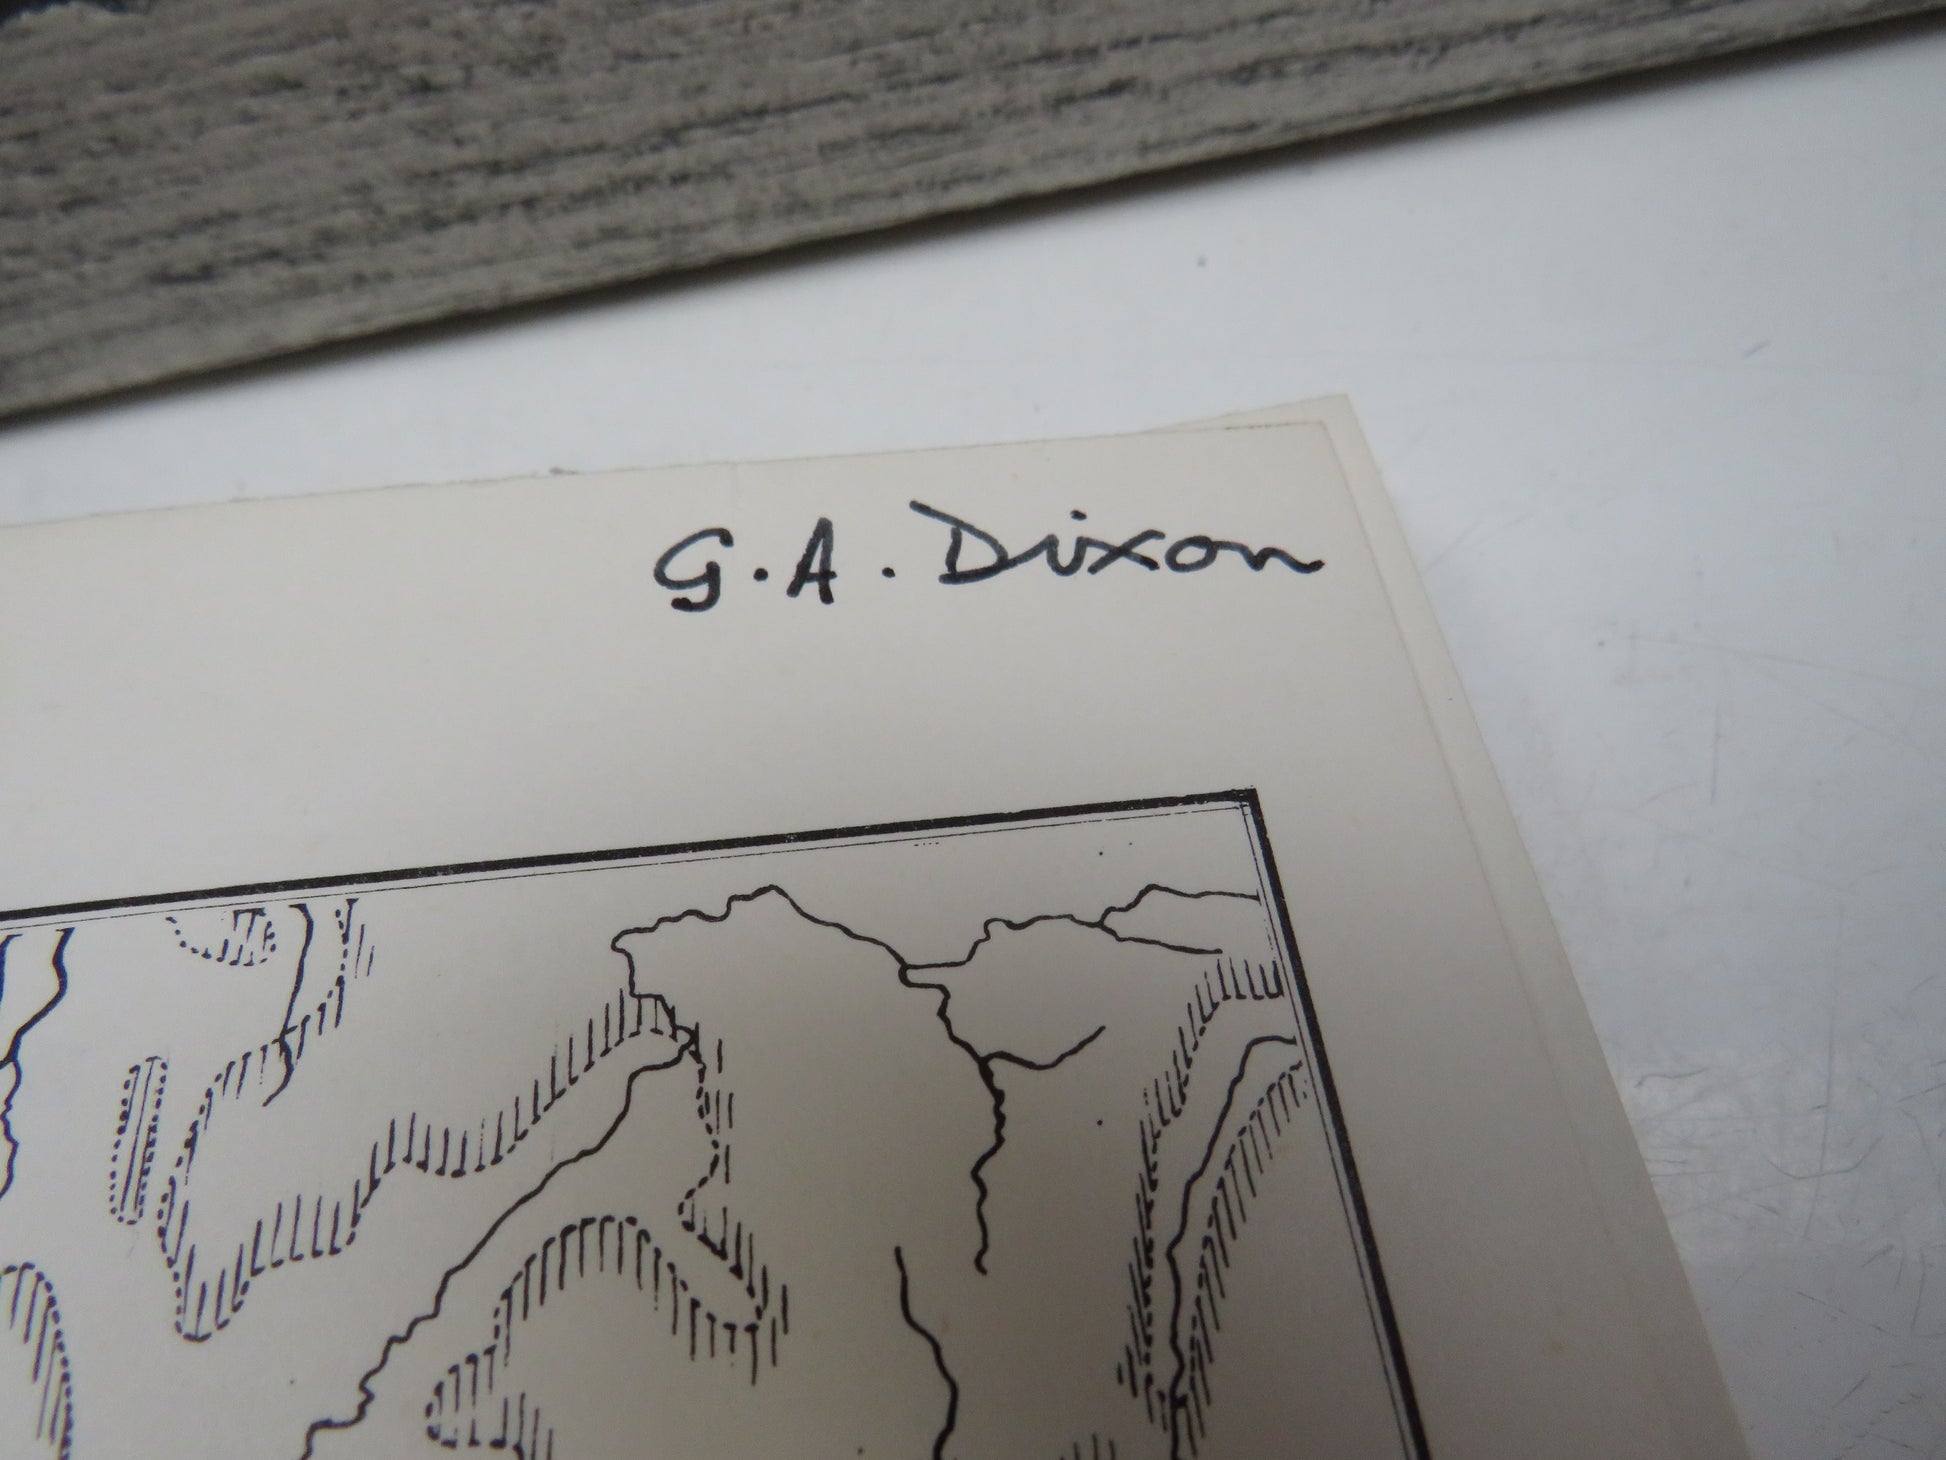 G. A. Dixon